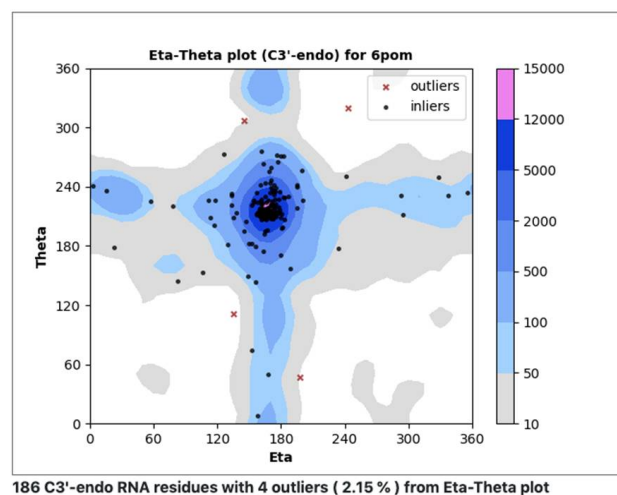 Eta-Theta plot (C3'-endo) for 6pom
outliers
inliers
360
300
240
180
120
60
0
Theta
0 60 120 180 240 300 360
Eta
15000
12000
5000
2000
500
100
50
10
186 C3'-endo RNA residues with 4 outliers ( 2.15 % ) from Eta-Theta plot